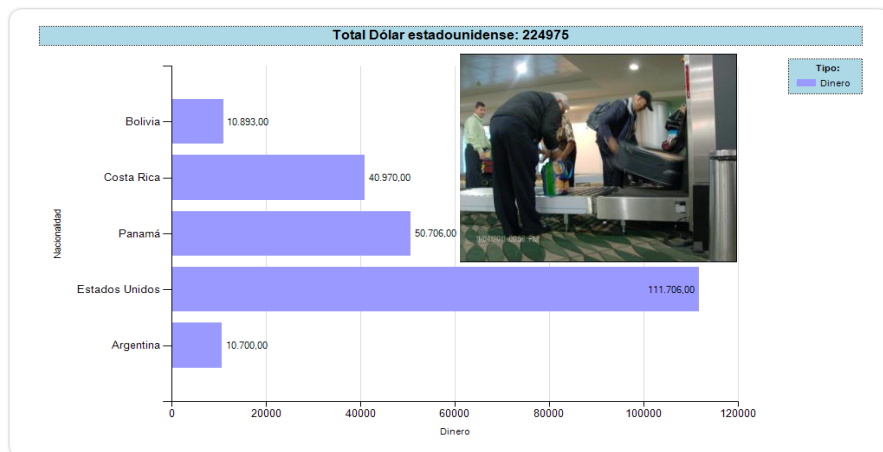 Total Dólar estadounidense: 224975
Tipo:
Dinero
Bolivia
10.893,00
Costa Rica
40.970,00
Panamá
50.706,00
Estados Unidos
111.706,00
Argentina
10.700,00
Nacionalidad
0
20000
40000
60000
80000
100000
120000
Dinero